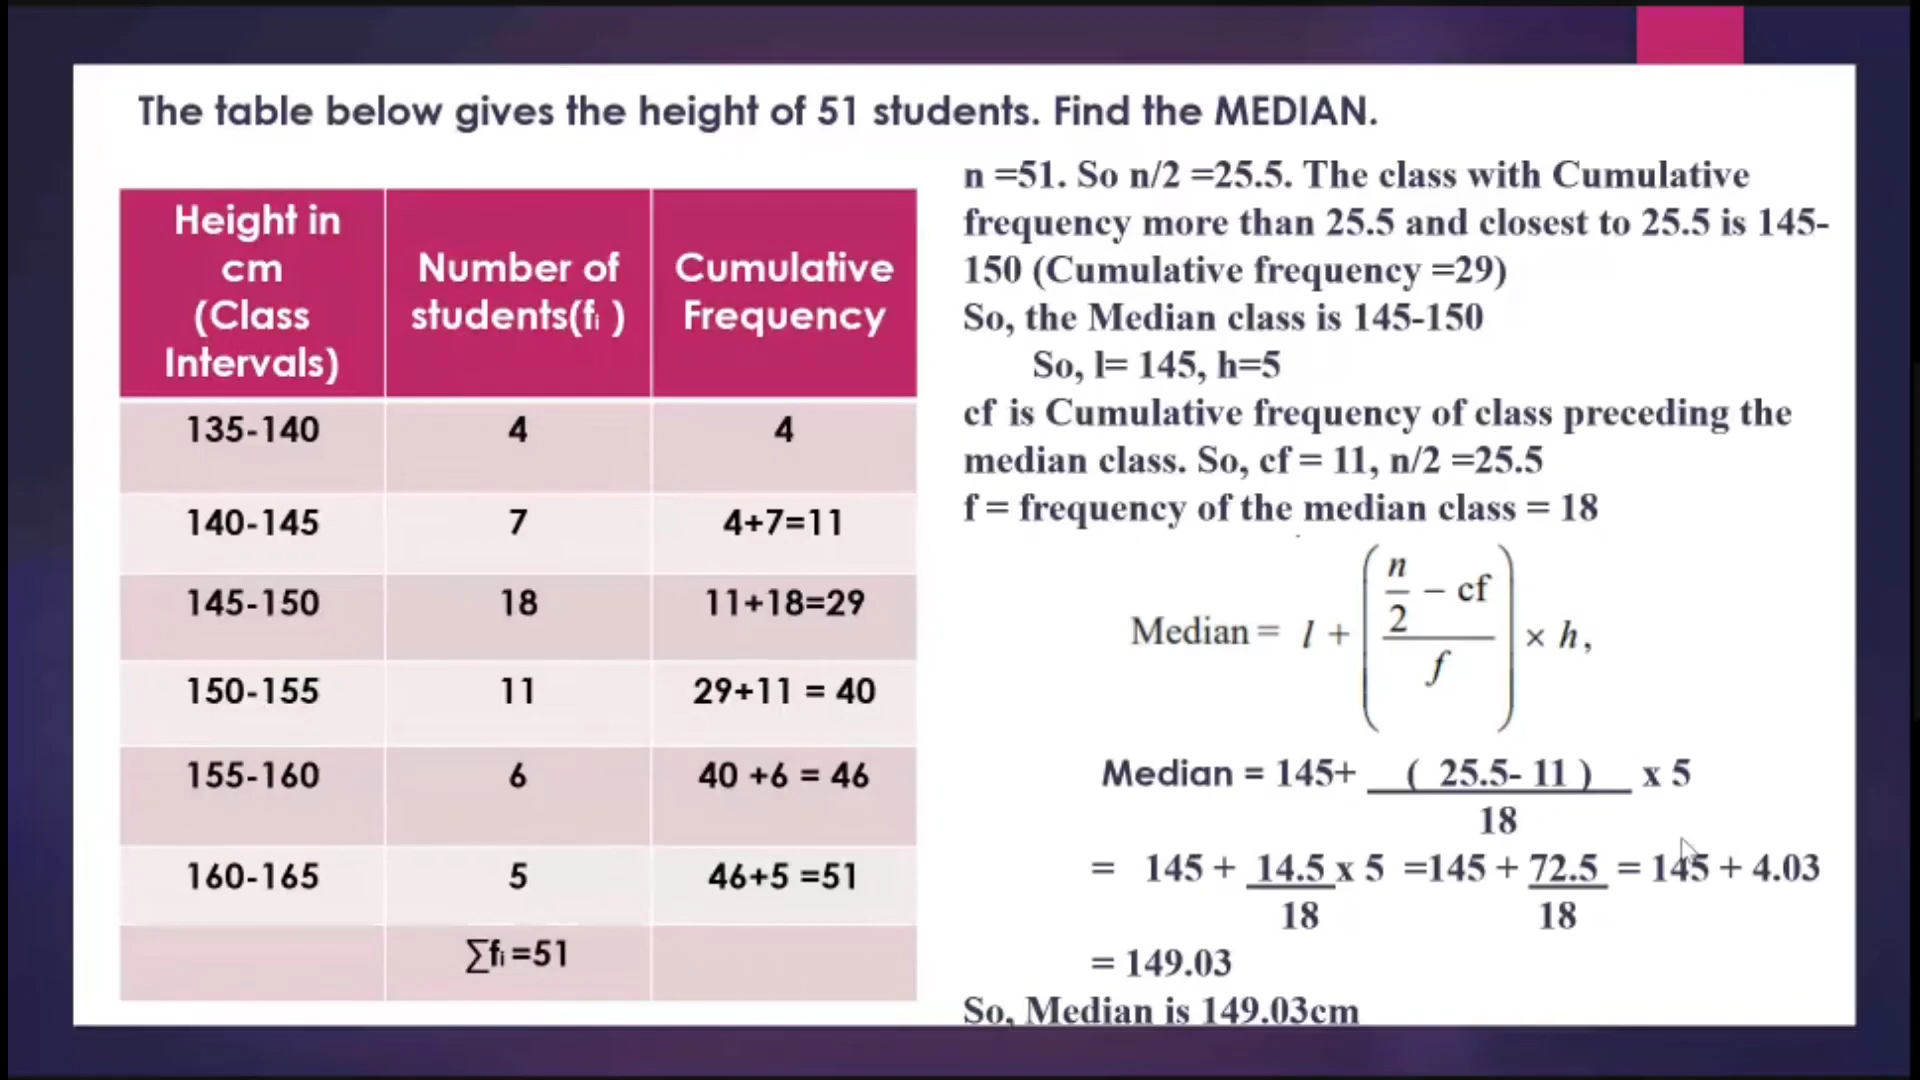 The table below gives the height of 51 students. Find the MEDIAN.
Height in
cm
(Class
Intervals)
Number of
students(fi )
Cumulative
Frequency
135-140 4 4
140-145 7 4+7=11
145-150 18 11+18=29
150-155 11 29+11 = 40
155-160 6 40 +6 = 46
160-165 5 46+5 =51
∑fi =51
n =51. So n/2 =25.5. The class with Cumulative
frequency more than 25.5 and closest to 25.5 is 145-
150 (Cumulative frequency =29)
So, the Median class is 145-150
So, l= 145, h=5
cf is Cumulative frequency of class preceding the
median class. So, cf = 11, n/2 =25.5
f = frequency of the median class = 18
n
Median = l + ( 2 − cf ) × h,
f
Median = 145+ ( 25.5- 11 ) x 5
18
= 145 + 14.5 x 5 =145 + 72.5 = 145 + 4.03
18 18
= 149.03
So, Median is 149.03cm